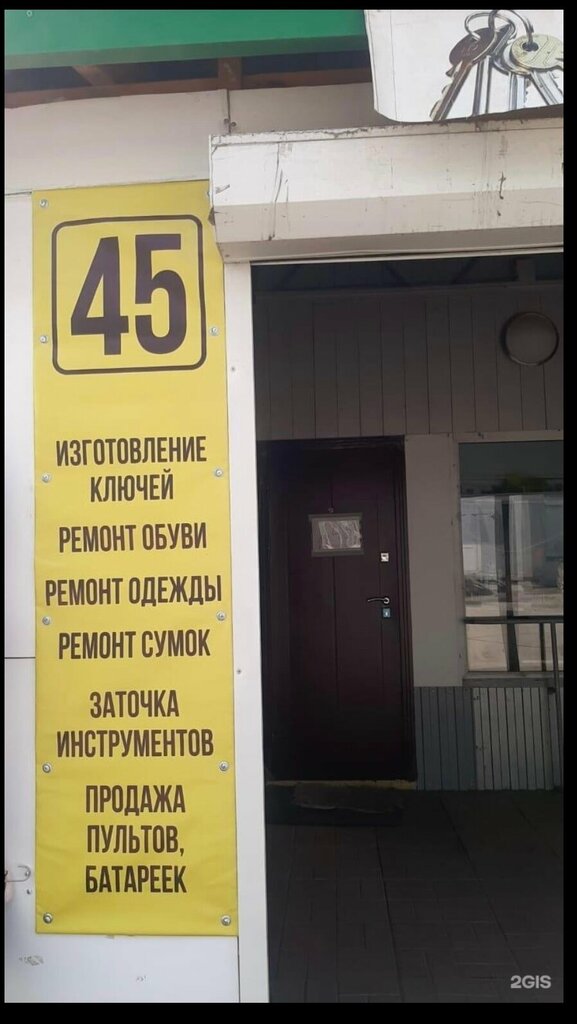 45
ИЗГОТОВЛЕНИЕ
КЛЮЧЕЙ
РЕМОНТ ОБУВИ
РЕМОНТ ОДЕЖДЫ
РЕМОНТ СУМОК
ЗАТОЧКА
ИНСТРУМЕНТОВ
ПРОДАЖА
ПУЛЬТОВ,
БАТАРЕЕК
2GIS